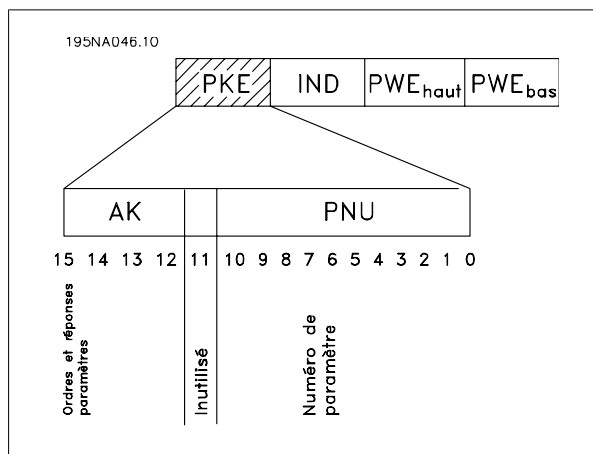 195NA046.10
PKE IND PWEhaut PWEbas
AK PNU
15 14 13 12 11 10 9 8 7 6 5 4 3 2 1 0
Ordres et réponses
paramètres
Inutilisé
Numéro de
paramètre